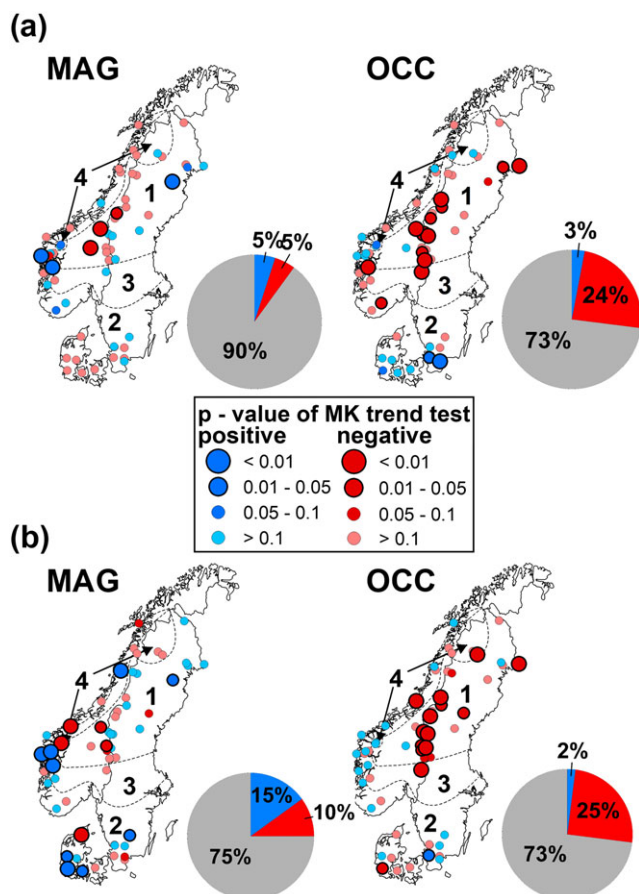 (a)
MAG
OCC
4
1
3
2
5%
5%
90%
4
1
3
2
3%
24%
73%
p - value of MK trend test
positive negative
< 0.01 < 0.01
0.01 - 0.05 0.01 - 0.05
0.05 - 0.1 0.05 - 0.1
> 0.1 > 0.1
(b)
MAG
OCC
4
1
3
2
15%
10%
75%
4
1
3
2
2%
25%
73%